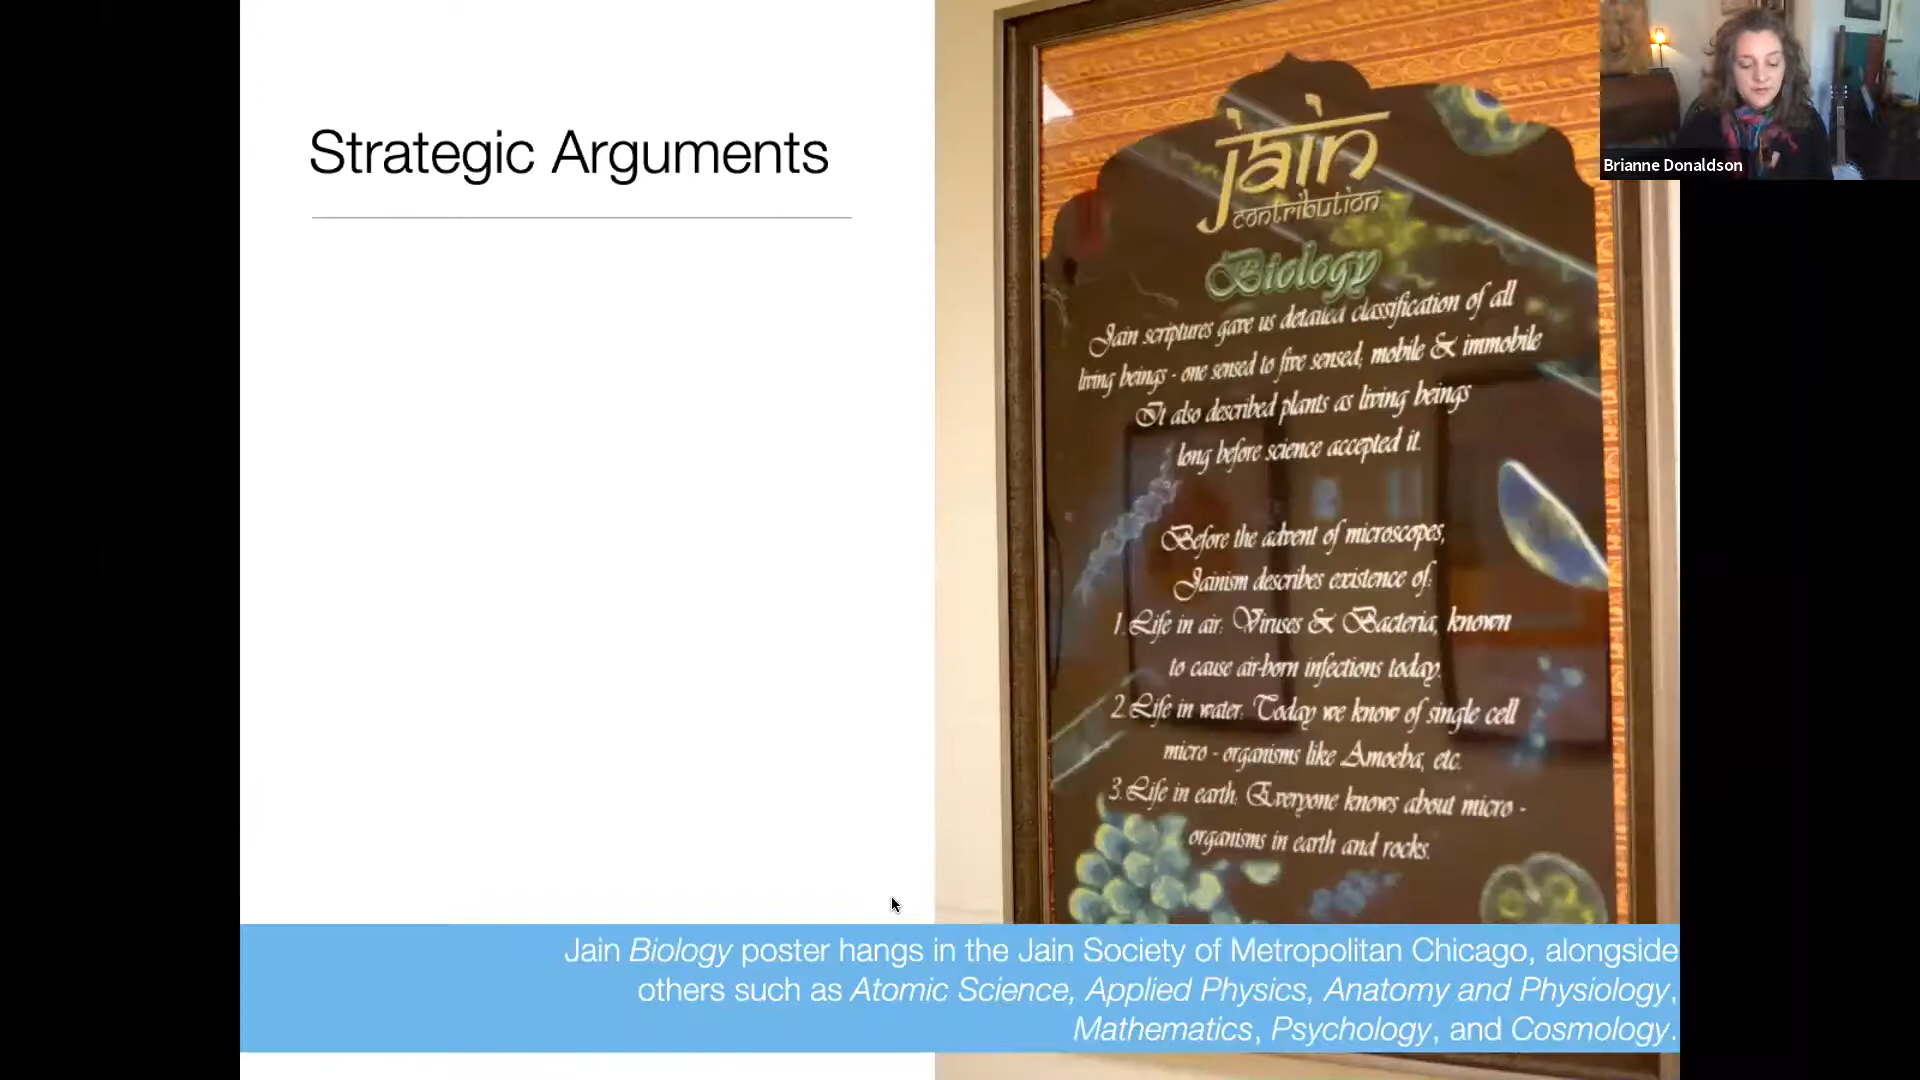 Strategic Arguments
jain
contribution
Biology
Jain scriptures gave us detailed classification of all
living beings - one sensed to five sensed; mobile & immobile
It also described plants as living beings
long before science accepted it.
Before the advent of microscopes,
Jainism describes existence of:
1. Life in air: Viruses & Bacteria, known
to cause air-born infections today.
2. Life in water: Today we know of single cell
micro - organisms like Amoeba, etc.
3. Life in earth: Everyone knows about micro -
organisms in earth and rocks.
Jain Biology poster hangs in the Jain Society of Metropolitan Chicago, alongside
others such as Atomic Science, Applied Physics, Anatomy and Physiology,
Mathematics, Psychology, and Cosmology.
Brianne Donaldson